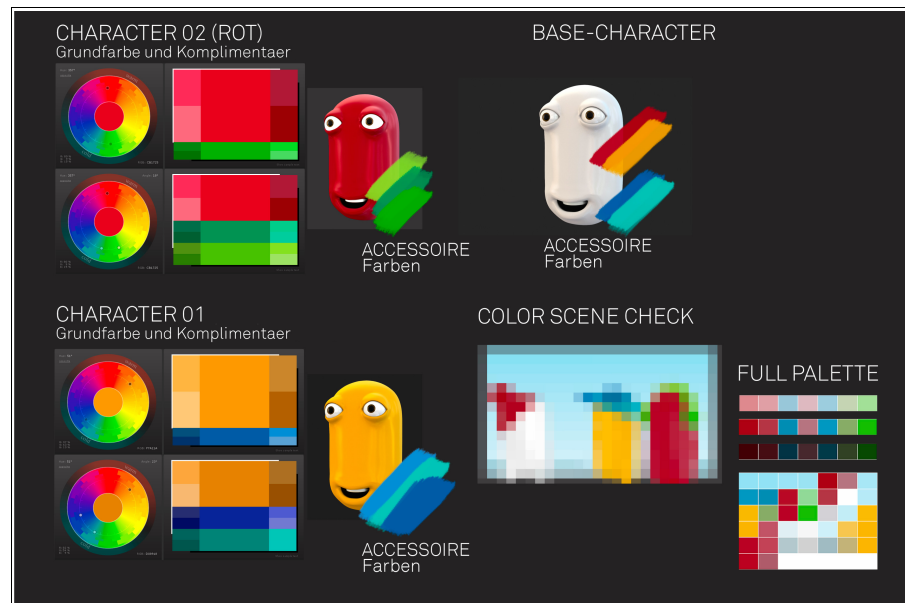 CHARACTER 02 (ROT)
Grundfarbe und Komplimentaer
BASE-CHARACTER
ACCESSOIRE
Farben
ACCESSOIRE
Farben
CHARACTER 01
Grundfarbe und Komplimentaer
COLOR SCENE CHECK
FULL PALETTE
ACCESSOIRE
Farben